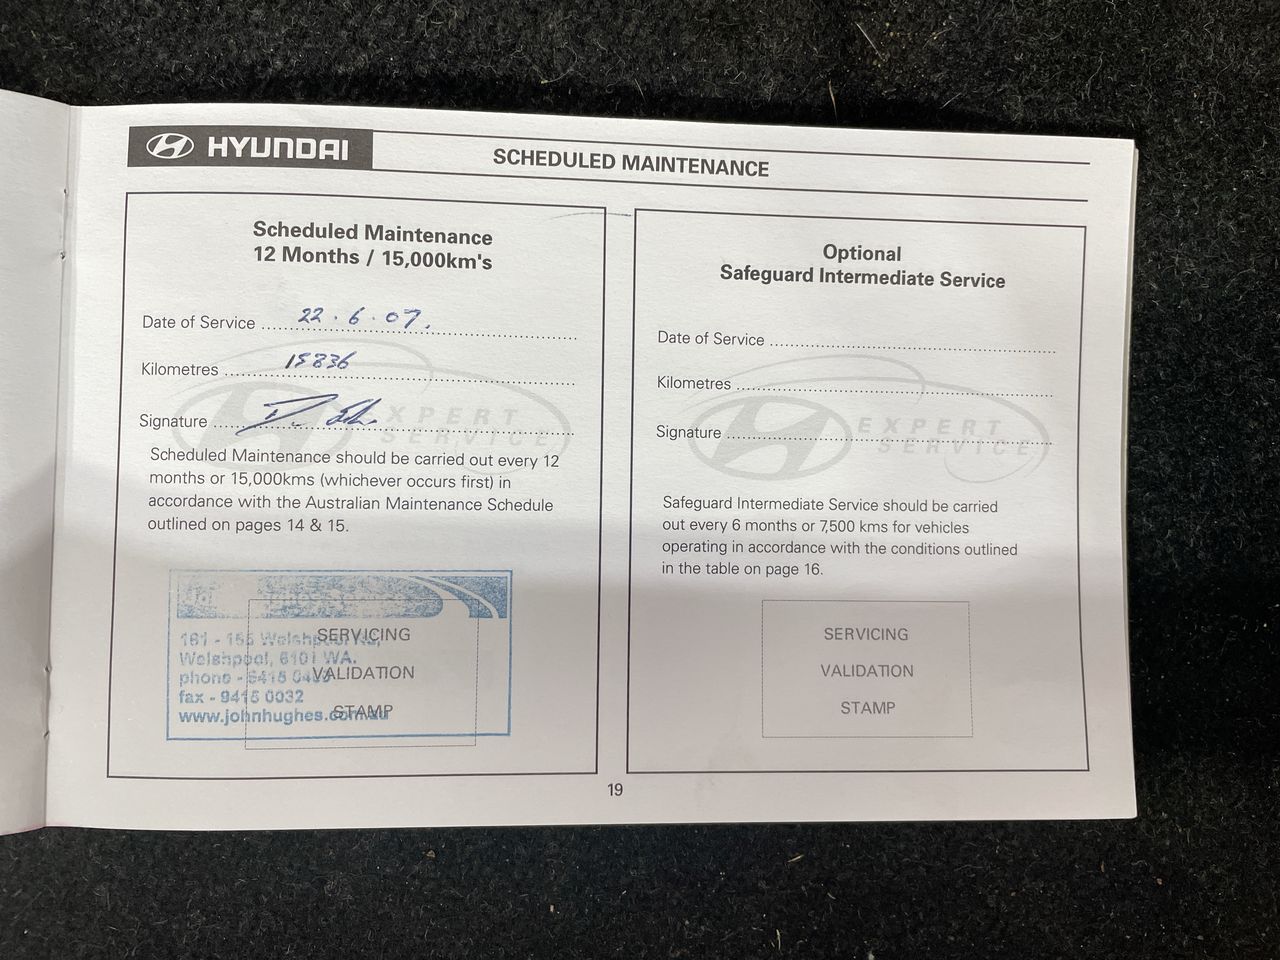 HYUNDAI
SCHEDULED MAINTENANCE
Scheduled Maintenance
12 Months / 15,000km's
Date of Service 22.6.07.
Kilometres 15836
Signature
EXPERT
SERVICE
Scheduled Maintenance should be carried out every 12
months or 15,000kms (whichever occurs first) in
accordance with the Australian Maintenance Schedule
outlined on pages 14 & 15.
SERVICING
VALIDATION
STAMP
Welshpool
Welshpool, 6101 WA.
phone - 9415
fax - 9415 0032
www.johnhughes.com.au
Optional
Safeguard Intermediate Service
Date of Service
Kilometres
Signature
EXPERT
SERVICE
Safeguard Intermediate Service should be carried
out every 6 months or 7,500 kms for vehicles
operating in accordance with the conditions outlined
in the table on page 16.
SERVICING
VALIDATION
STAMP
19